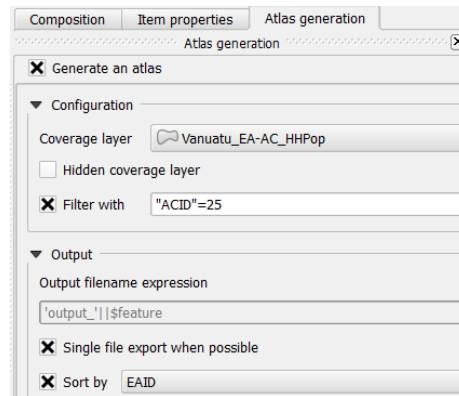 Composition Item properties Atlas generation
Atlas generation
Generate an atlas
Configuration
Coverage layer Vanuatu_EA-AC_HHPop
Hidden coverage layer
Filter with "ACID"=25
Output
Output filename expression
'output_'||$feature
Single file export when possible
Sort by EAID